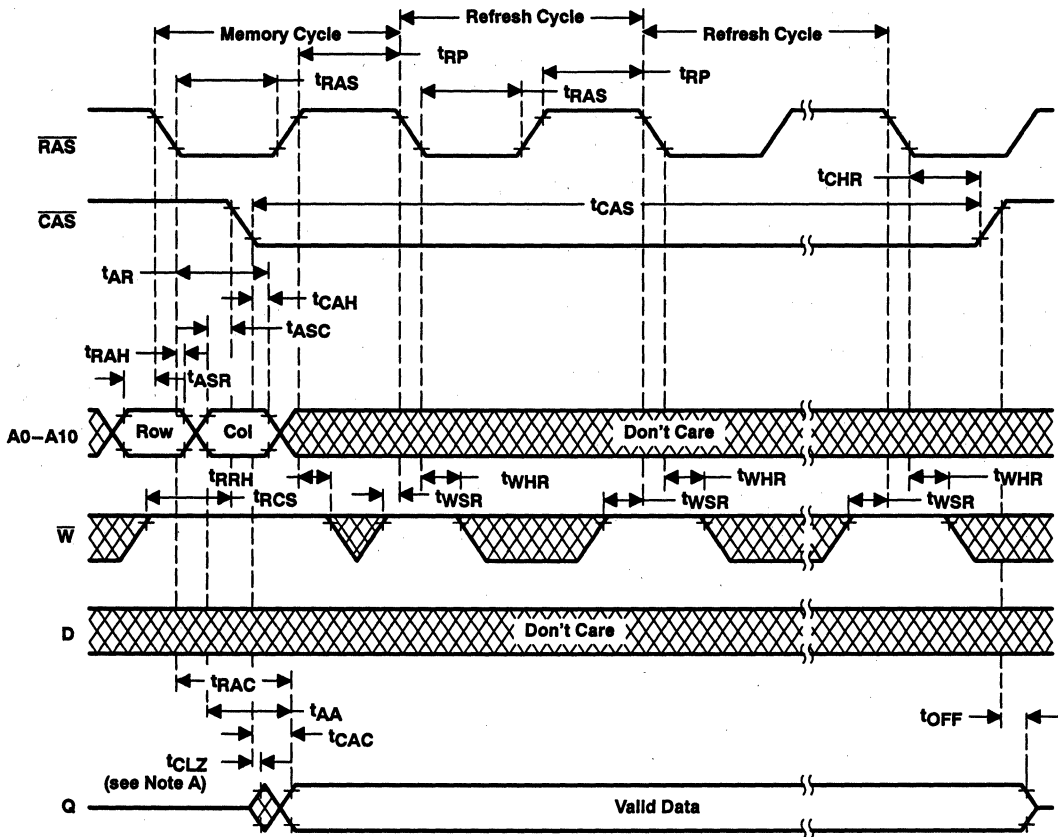 Refresh Cycle
Memory Cycle
Refresh Cycle
tRP
tRP
tRAS
tRAS
RAS
tCHR
tCAS
CAS
tAR
tCAH
tASC
tRAH
tASR
A0–A10
Row
Col
Don't Care
tRRH
tWHR
tWHR
tWHR
tRCS
tWSR
tWSR
tWSR
W
D
Don't Care
tRAC
tAA
tOFF
tCAC
tCLZ
(see Note A)
Q
Valid Data